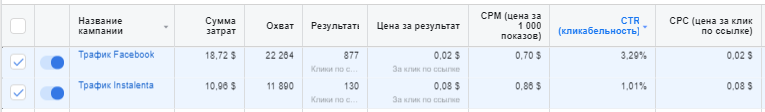 Название кампании
Сумма затрат
Охват
Результаты
Цена за результат
CPM (цена за 1 000 показов)
CTR (кликабельность)
CPC (цена за клик по ссылке)
Трафик Facebook
18,72 $
22 264
877
Клики по с...
0,02 $
За клик по ссылке
0,70 $
3,29%
0,02 $
Трафик Instalenta
10,96 $
11 890
130
Клики по с...
0,08 $
За клик по ссылке
0,86 $
1,01%
0,08 $